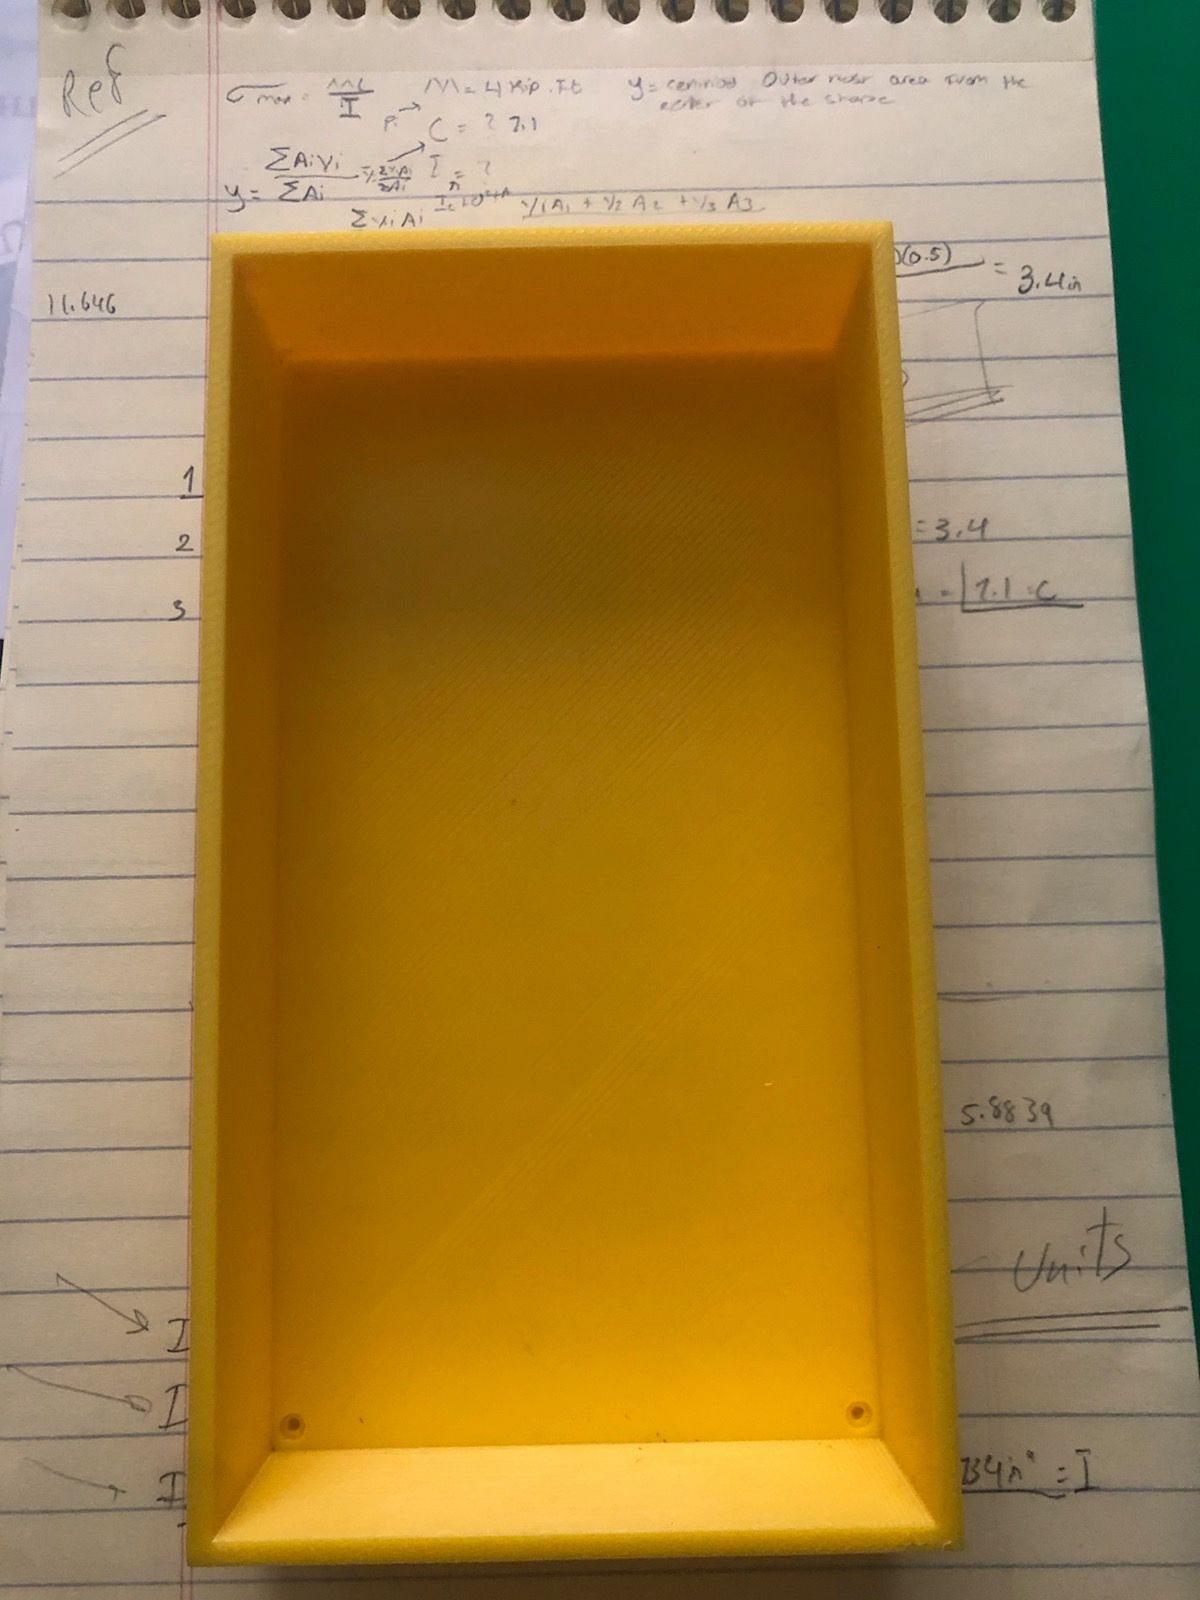 Ref
σmax = MC/I M = 4 kip.ft y = centroid Outer most area from the
center of the shape
C = ? 7.1
y = ΣAiyi/ΣAi I = ?
ΣyiAi y1A1 + y2A2 + y3A3
)(0.5) = 3.4in
11.646
1
2 = 3.4
3 = 7.1 = C
5.8839
Units
I
I
I 34in⁴ = I